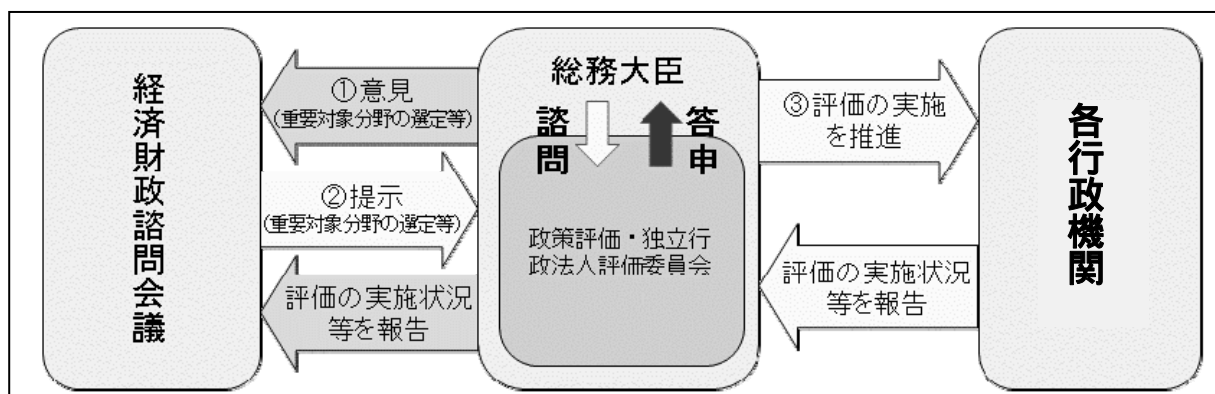 経済財政諮問会議
①意見
(重要対象分野の選定等)
②提示
(重要対象分野の選定等)
評価の実施状況
等を報告
総務大臣
諮問
答申
政策評価・独立行
政法人評価委員会
③評価の実施
を推進
評価の実施状況
等を報告
各行政機関